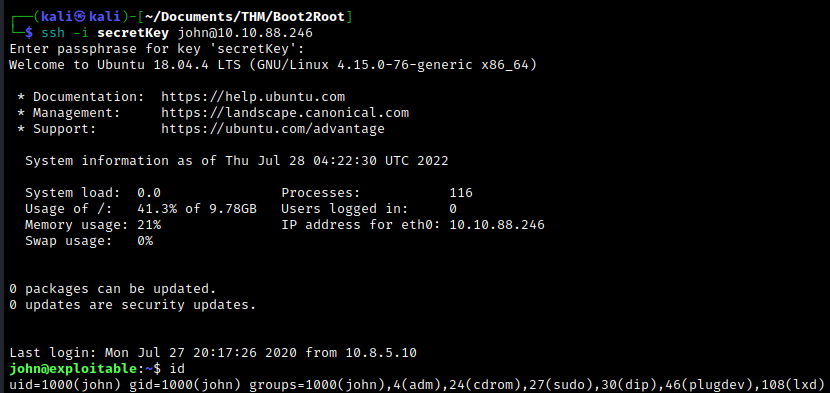 ┌──(kali㉿kali)-[~/Documents/THM/Boot2Root]
└─$ ssh -i secretKey john@10.10.88.246
Enter passphrase for key 'secretKey':
Welcome to Ubuntu 18.04.4 LTS (GNU/Linux 4.15.0-76-generic x86_64)
* Documentation:  https://help.ubuntu.com
* Management:     https://landscape.canonical.com
* Support:        https://ubuntu.com/advantage
System information as of Thu Jul 28 04:22:30 UTC 2022
System load:  0.0               Processes:           116
Usage of /:   41.3% of 9.78GB   Users logged in:     0
Memory usage: 21%               IP address for eth0: 10.10.88.246
Swap usage:   0%
0 packages can be updated.
0 updates are security updates.
Last login: Mon Jul 27 20:17:26 2020 from 10.8.5.10
john@exploitable:~$ id
uid=1000(john) gid=1000(john) groups=1000(john),4(adm),24(cdrom),27(sudo),30(dip),46(plugdev),108(lxd)